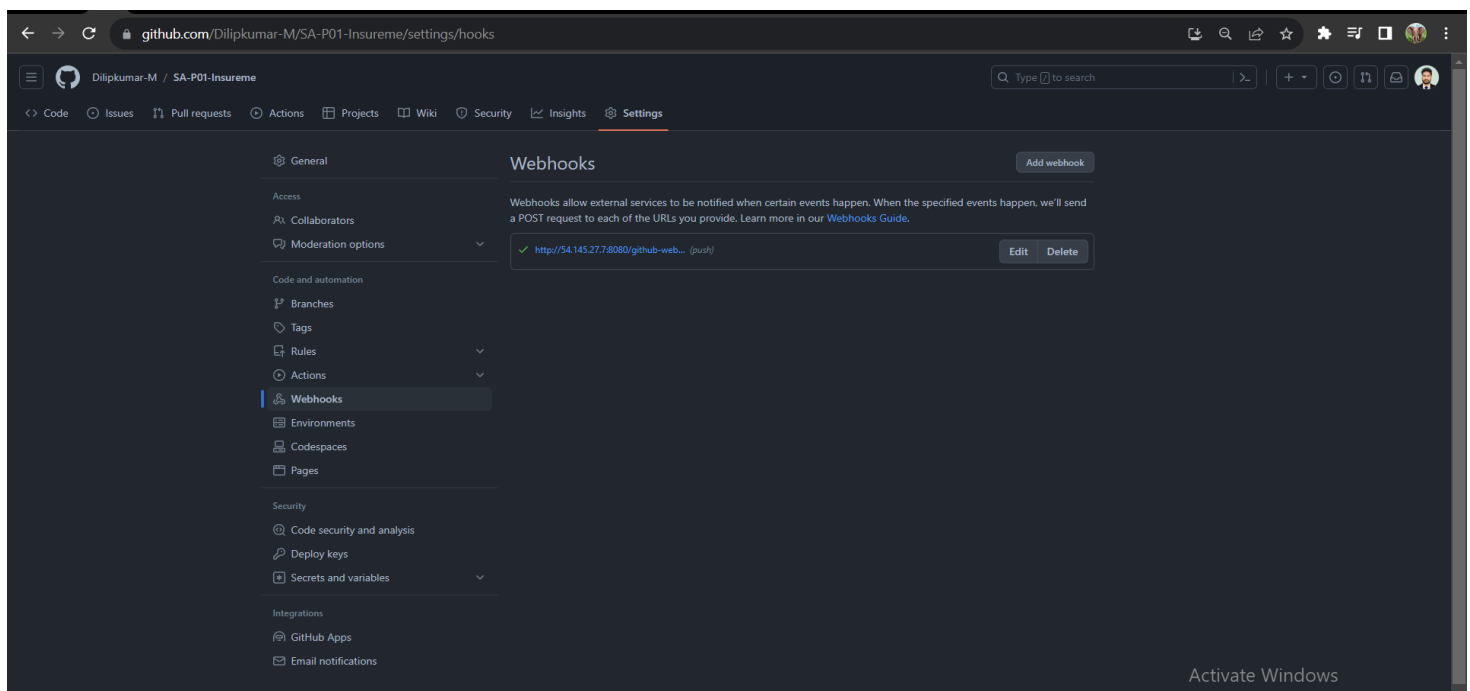 github.com/Dilipkumar-M/SA-P01-Insureme/settings/hooks
Dilipkumar-M / SA-P01-Insureme
Type / to search
Code Issues Pull requests Actions Projects Wiki Security Insights Settings
General
Access
Collaborators
Moderation options
Code and automation
Branches
Tags
Rules
Actions
Webhooks
Environments
Codespaces
Pages
Security
Code security and analysis
Deploy keys
Secrets and variables
Integrations
GitHub Apps
Email notifications
Webhooks
Add webhook
Webhooks allow external services to be notified when certain events happen. When the specified events happen, we'll send
a POST request to each of the URLs you provide. Learn more in our Webhooks Guide.
http://54.145.27.7:8080/github-web... (push)
Edit Delete
Activate Windows